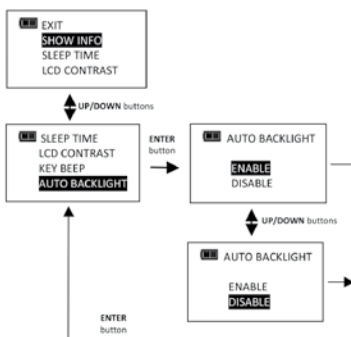 EXIT
SHOW INFO
SLEEP TIME
LCD CONTRAST
UP/DOWN buttons
SLEEP TIME
LCD CONTRAST
KEY BEEP
AUTO BACKLIGHT
ENTER
button
AUTO BACKLIGHT
ENABLE
DISABLE
UP/DOWN buttons
AUTO BACKLIGHT
ENABLE
DISABLE
ENTER
button